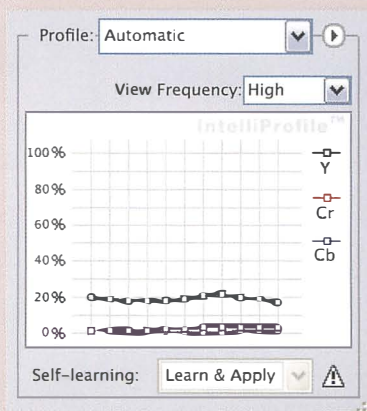 Profile: Automatic
View Frequency: High
IntelliProfile™
100%
Y
80%
Cr
60%
Cb
40%
20%
0%
Self-learning: Learn & Apply